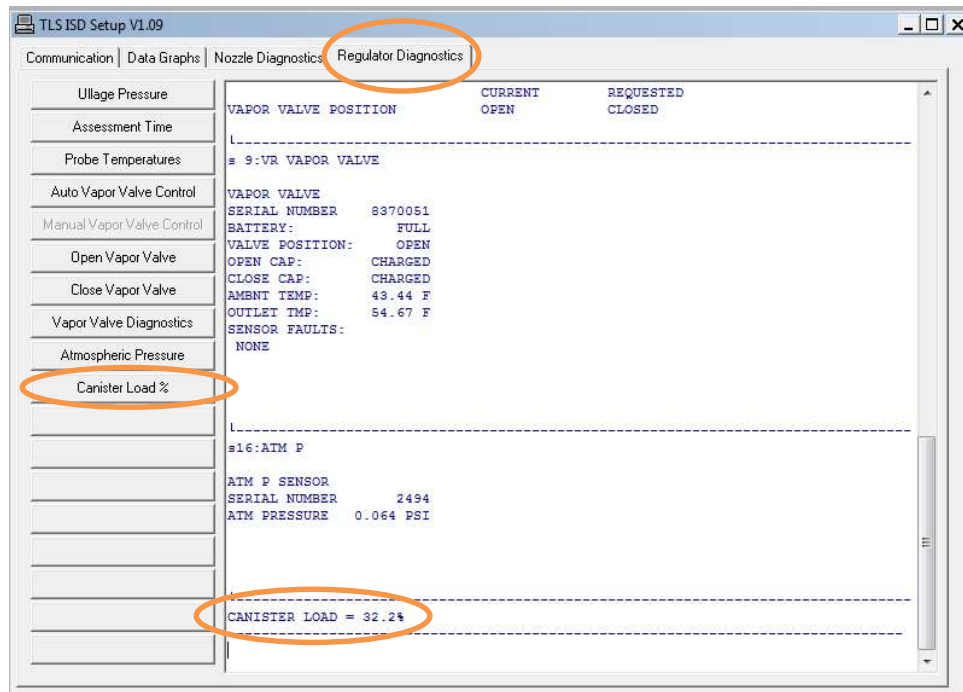 TLS ISD Setup V1.09
Communication Data Graphs Nozzle Diagnostics Regulator Diagnostics
Ullage Pressure
Assessment Time
Probe Temperatures
Auto Vapor Valve Control
Manual Vapor Valve Control
Open Vapor Valve
Close Vapor Valve
Vapor Valve Diagnostics
Atmospheric Pressure
Canister Load %
CURRENT REQUESTED
VAPOR VALVE POSITION OPEN CLOSED
s 9:VR VAPOR VALVE
VAPOR VALVE
SERIAL NUMBER 8370051
BATTERY: FULL
VALVE POSITION: OPEN
OPEN CAP: CHARGED
CLOSE CAP: CHARGED
AMBNT TEMP: 43.44 F
OUTLET TMP: 54.67 F
SENSOR FAULTS:
NONE
s16:ATM P
ATM P SENSOR
SERIAL NUMBER 2494
ATM PRESSURE 0.064 PSI
CANISTER LOAD = 32.2%